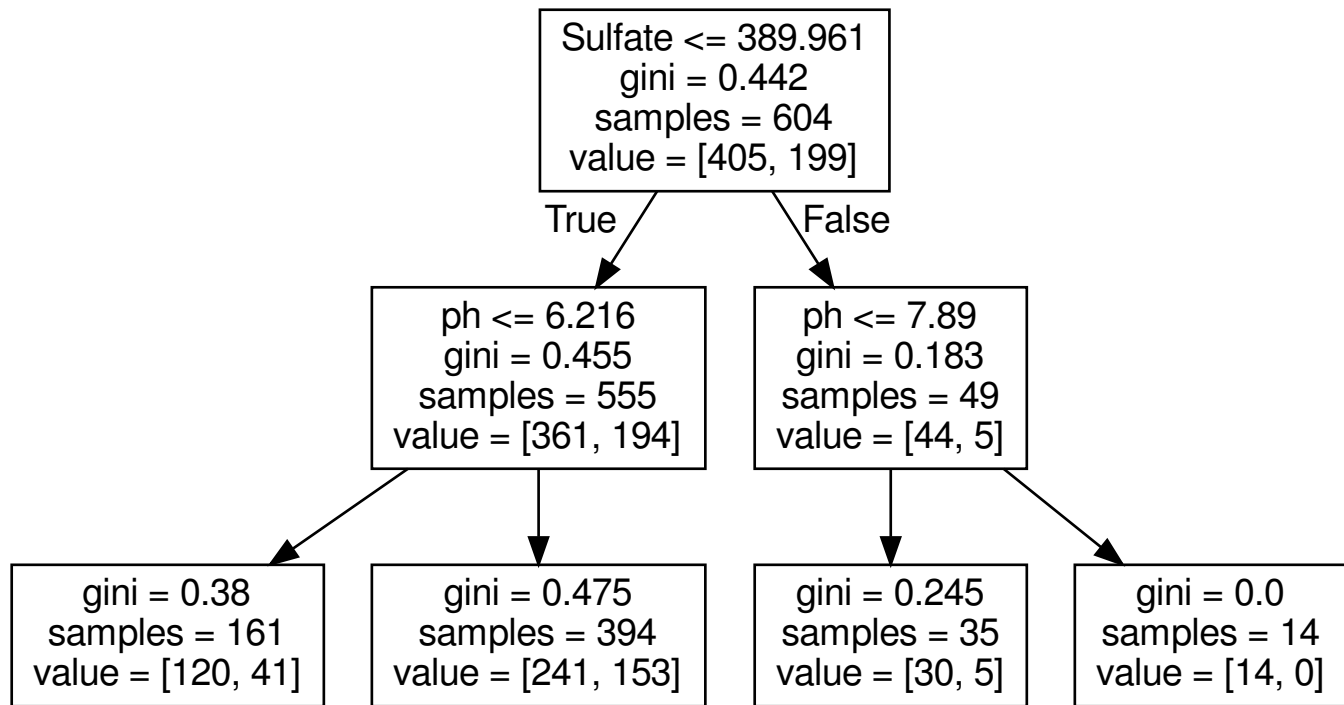 Sulfate <= 389.961
gini = 0.442
samples = 604
value = [405, 199]
True
False
ph <= 6.216
gini = 0.455
samples = 555
value = [361, 194]
ph <= 7.89
gini = 0.183
samples = 49
value = [44, 5]
gini = 0.38
samples = 161
value = [120, 41]
gini = 0.475
samples = 394
value = [241, 153]
gini = 0.245
samples = 35
value = [30, 5]
gini = 0.0
samples = 14
value = [14, 0]